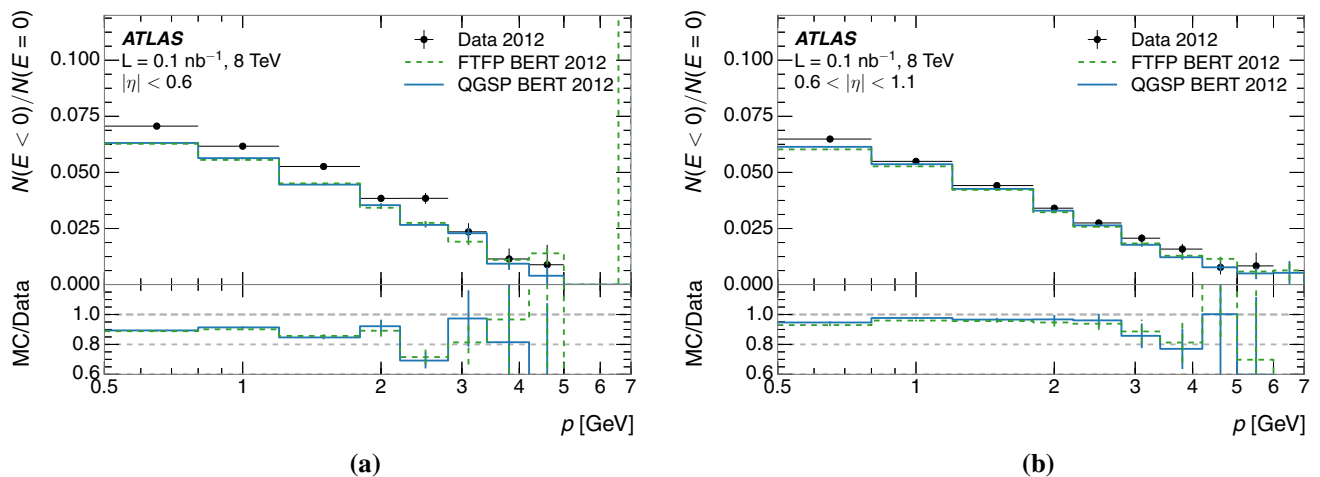 N(E < 0)/N(E = 0)
ATLAS
L = 0.1 nb⁻¹, 8 TeV
|η| < 0.6
Data 2012
FTFP BERT 2012
QGSP BERT 2012
0.100
0.075
0.050
0.025
0.000
MC/Data
1.0
0.8
0.6
0.5 1 2 3 4 5 6 7
p [GeV]
(a)
N(E < 0)/N(E = 0)
ATLAS
L = 0.1 nb⁻¹, 8 TeV
0.6 < |η| < 1.1
Data 2012
FTFP BERT 2012
QGSP BERT 2012
0.100
0.075
0.050
0.025
0.000
MC/Data
1.0
0.8
0.6
0.5 1 2 3 4 5 6 7
p [GeV]
(b)